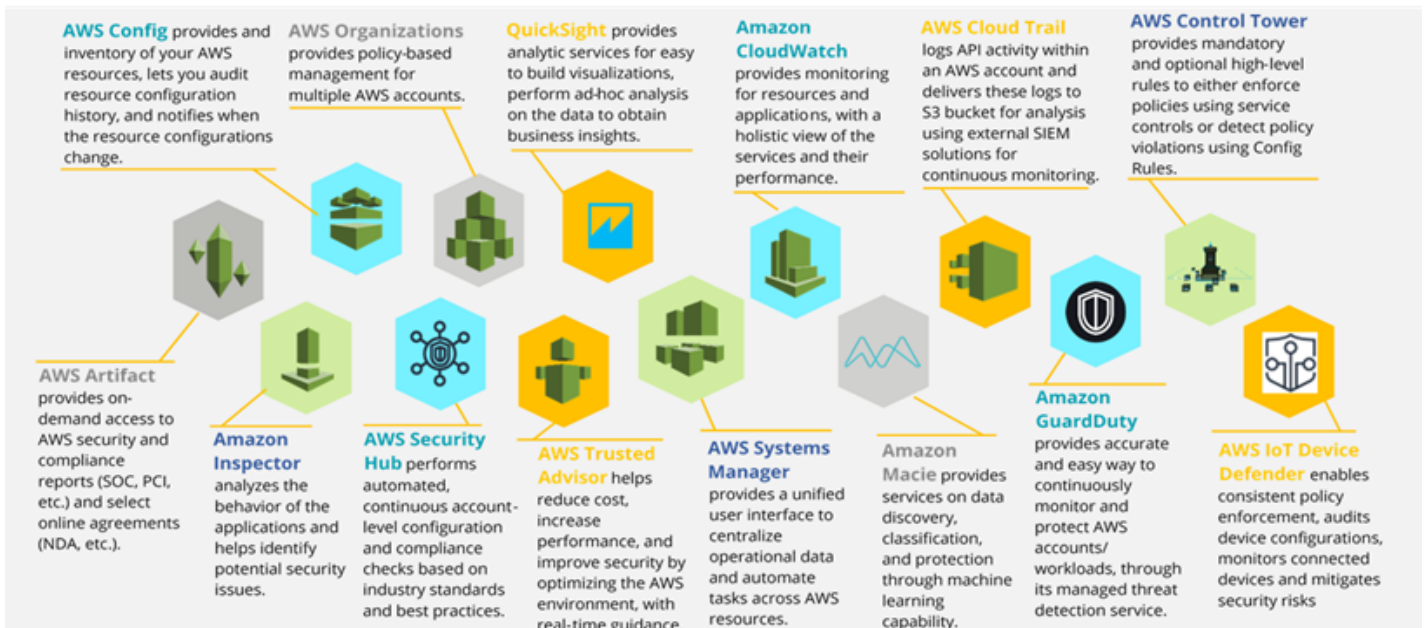 AWS Config provides and
inventory of your AWS
resources, lets you audit
resource configuration
history, and notifies when
the resource configurations
change.
AWS Organizations
provides policy-based
management for
multiple AWS accounts.
QuickSight provides
analytic services for easy
to build visualizations,
perform ad-hoc analysis
on the data to obtain
business insights.
Amazon
CloudWatch
provides monitoring
for resources and
applications, with a
holistic view of the
services and their
performance.
AWS Cloud Trail
logs API activity within
an AWS account and
delivers these logs to
S3 bucket for analysis
using external SIEM
solutions for
continuous monitoring.
AWS Control Tower
provides mandatory
and optional high-level
rules to either enforce
policies using service
controls or detect policy
violations using Config
Rules.
AWS Artifact
provides on-
demand access to
AWS security and
compliance
reports (SOC, PCI,
etc.) and select
online agreements
(NDA, etc.).
Amazon
Inspector
analyzes the
behavior of the
applications and
helps identify
potential security
issues.
AWS Security
Hub performs
automated,
continuous account-
level configuration
and compliance
checks based on
industry standards
and best practices.
AWS Trusted
Advisor helps
reduce cost,
increase
performance, and
improve security by
optimizing the AWS
environment, with
real-time guidance
AWS Systems
Manager
provides a unified
user interface to
centralize
operational data
and automate
tasks across AWS
resources.
Amazon
Macie provides
services on data
discovery,
classification,
and protection
through machine
learning
capability.
Amazon
GuardDuty
provides accurate
and easy way to
continuously
monitor and
protect AWS
accounts/
workloads, through
its managed threat
detection service.
AWS IoT Device
Defender enables
consistent policy
enforcement, audits
device configurations,
monitors connected
devices and mitigates
security risks